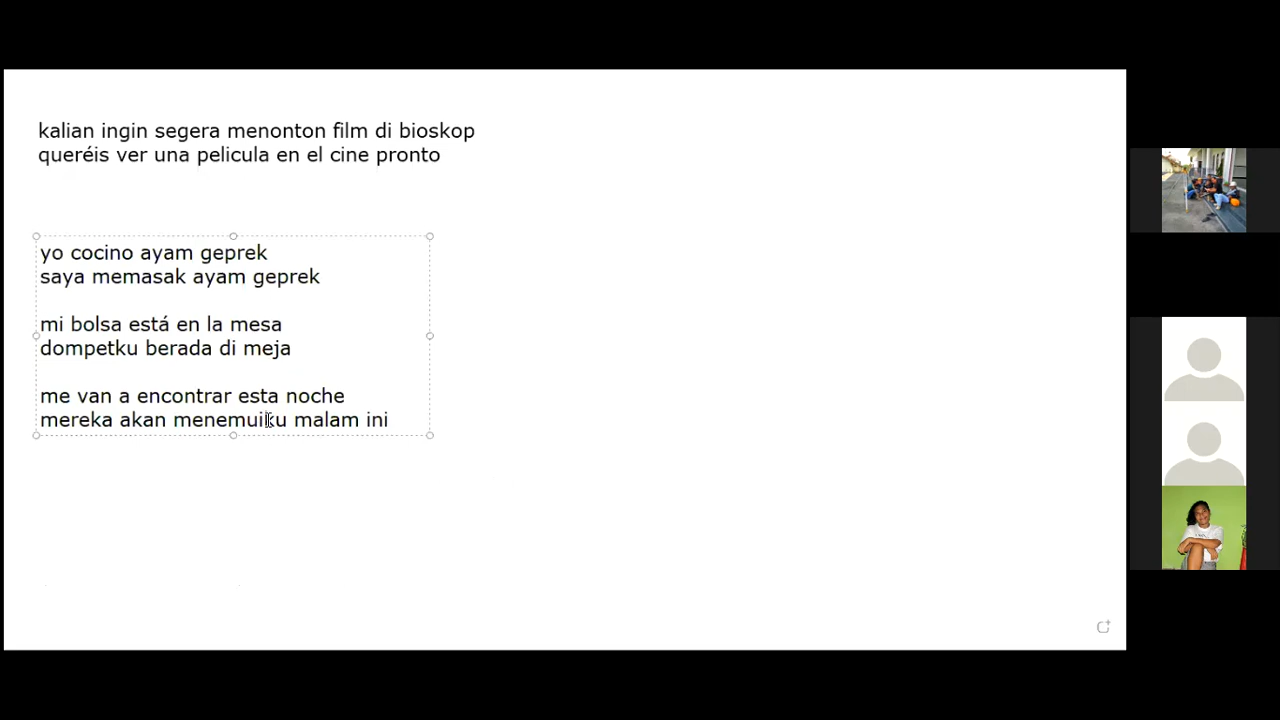 kalian ingin segera menonton film di bioskop
queréis ver una pelicula en el cine pronto
yo cocino ayam geprek
saya memasak ayam geprek
mi bolsa está en la mesa
dompetku berada di meja
me van a encontrar esta noche
mereka akan menemuiku malam ini